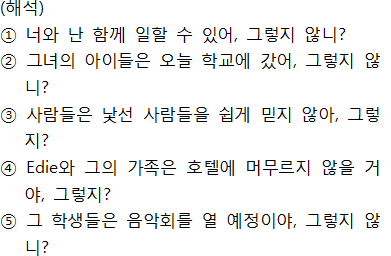 (해석)
① 너와 난 함께 일할 수 있어, 그렇지 않니?
② 그녀의 아이들은 오늘 학교에 갔어, 그렇지 않
니?
③ 사람들은 낯선 사람들을 쉽게 믿지 않아, 그렇
지?
④ Edie와 그의 가족은 호텔에 머무르지 않을 거
야, 그렇지?
⑤ 그 학생들은 음악회를 열 예정이야, 그렇지 않
니?